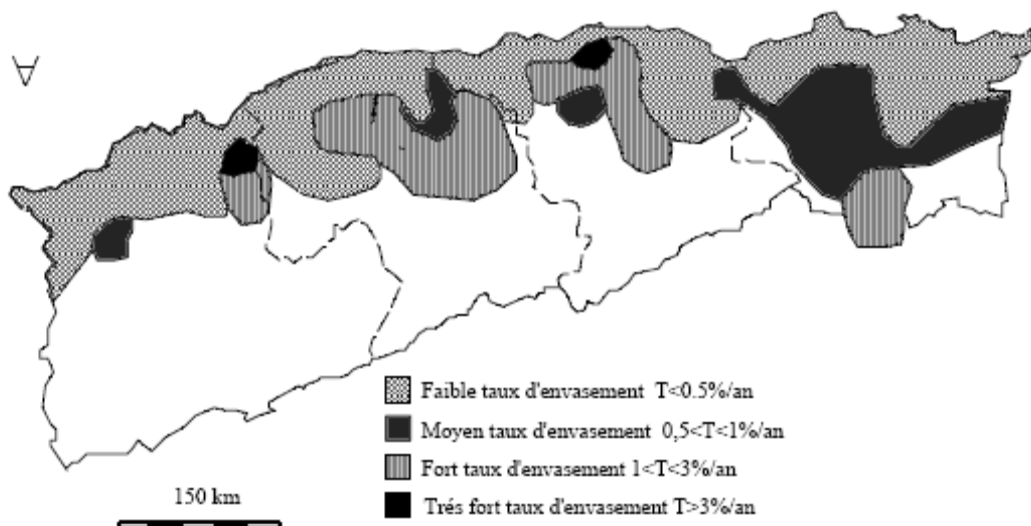 Faible taux d'envasement T<0.5%/an
Moyen taux d'envasement 0,5<T<1%/an
Fort taux d'envasement 1<T<3%/an
Trés fort taux d'envasement T>3%/an
150 km